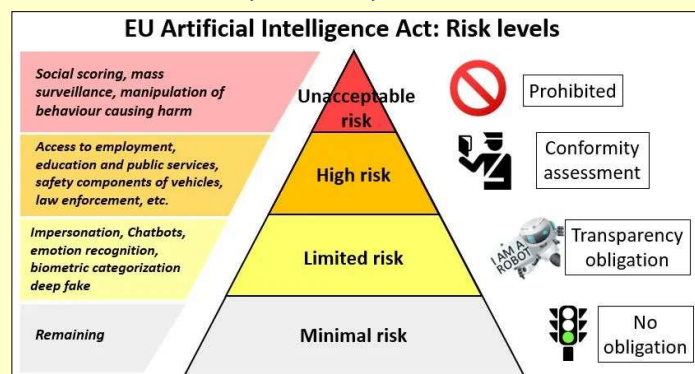 EU Artificial Intelligence Act: Risk levels
Social scoring, mass
surveillance, manipulation of
behaviour causing harm
Unacceptable
risk
Prohibited
Access to employment,
education and public services,
safety components of vehicles,
law enforcement, etc.
High risk
Conformity
assessment
Impersonation, Chatbots,
emotion recognition,
biometric categorization
deep fake
Limited risk
I AM A
ROBOT
Transparency
obligation
Remaining
Minimal risk
No
obligation